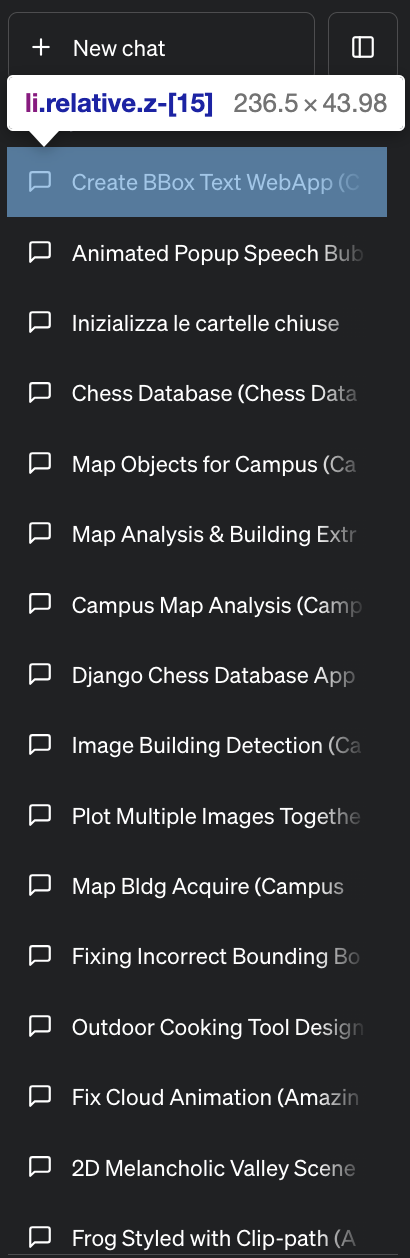 New chat
li.relative.z-[15] 236.5 × 43.98
Create BBox Text WebApp (C
Animated Popup Speech Bub
Inizializza le cartelle chiuse
Chess Database (Chess Data
Map Objects for Campus (Ca
Map Analysis & Building Extr
Campus Map Analysis (Camp
Django Chess Database App
Image Building Detection (Ca
Plot Multiple Images Togethe
Map Bldg Acquire (Campus
Fixing Incorrect Bounding Bo
Outdoor Cooking Tool Design
Fix Cloud Animation (Amazin
2D Melancholic Valley Scene
Frog Styled with Clip-path (A